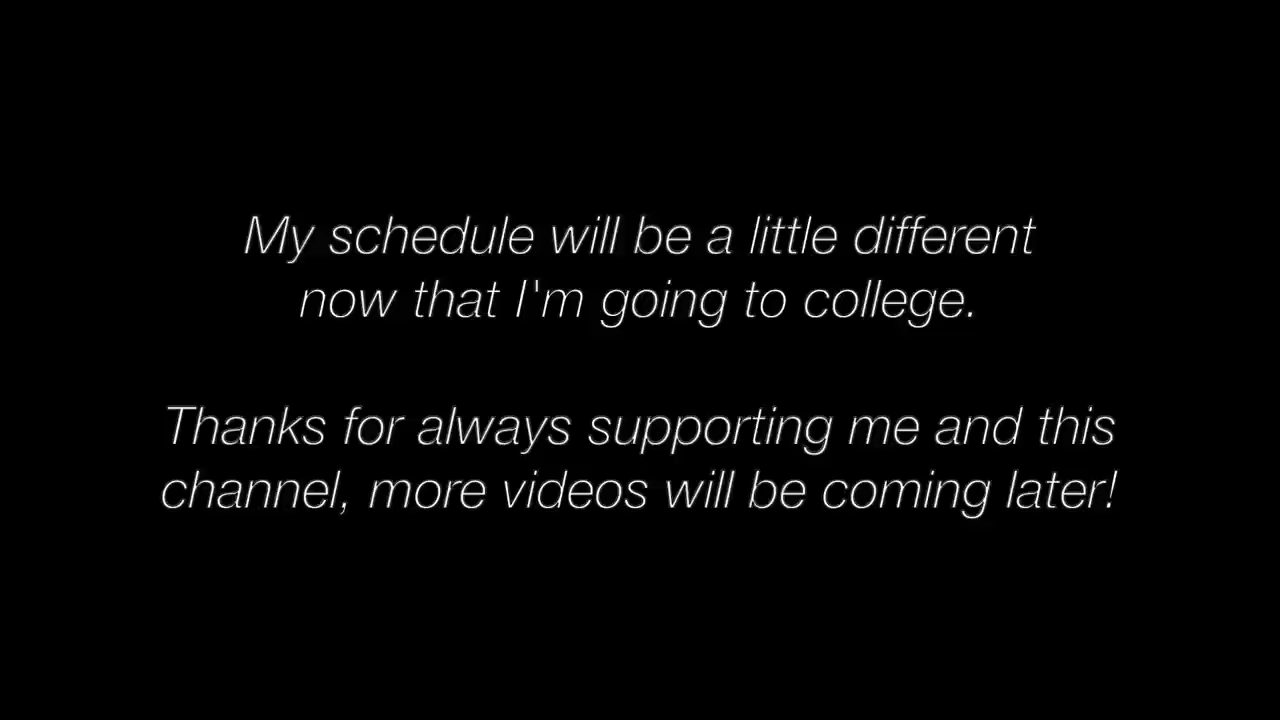 My schedule will be a little different
now that I'm going to college.
Thanks for always supporting me and this
channel, more videos will be coming later!